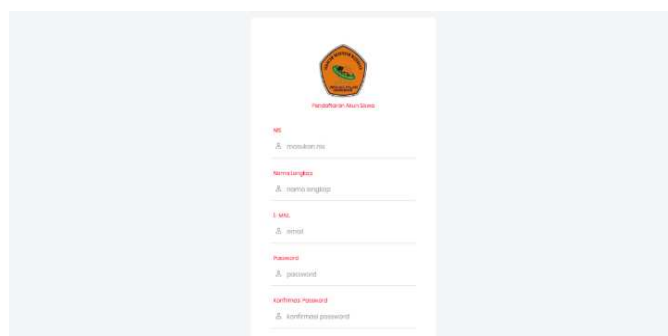 Pendaftaran Akun Siswa
NIS
masukan nis
Nama Lengkap
nama lengkap
E-MAIL
email
Password
password
Konfirmasi Password
konfirmasi password